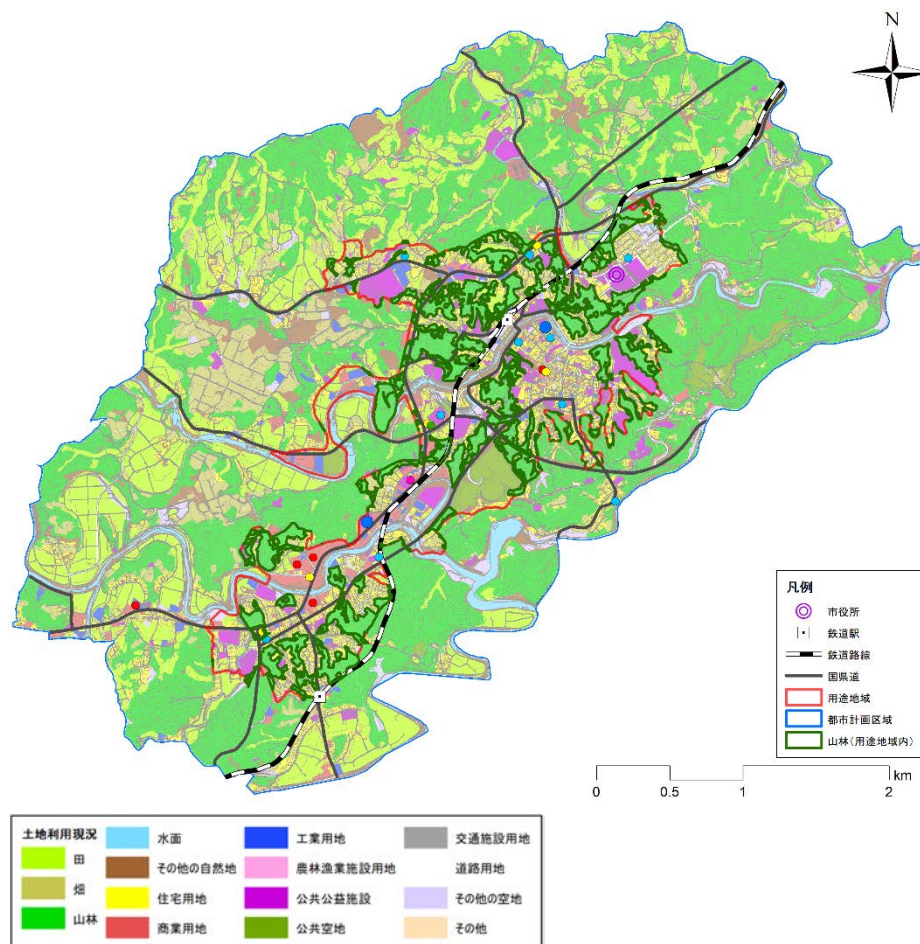 N
凡例
市役所
鉄道駅
鉄道路線
国県道
用途地域
都市計画区域
山林(用途地域内)
km
0 0.5 1 2
土地利用現況
田
畑
山林
水面
その他の自然地
住宅用地
商業用地
工業用地
農林漁業施設用地
公共公益施設
公共空地
交通施設用地
道路用地
その他の空地
その他